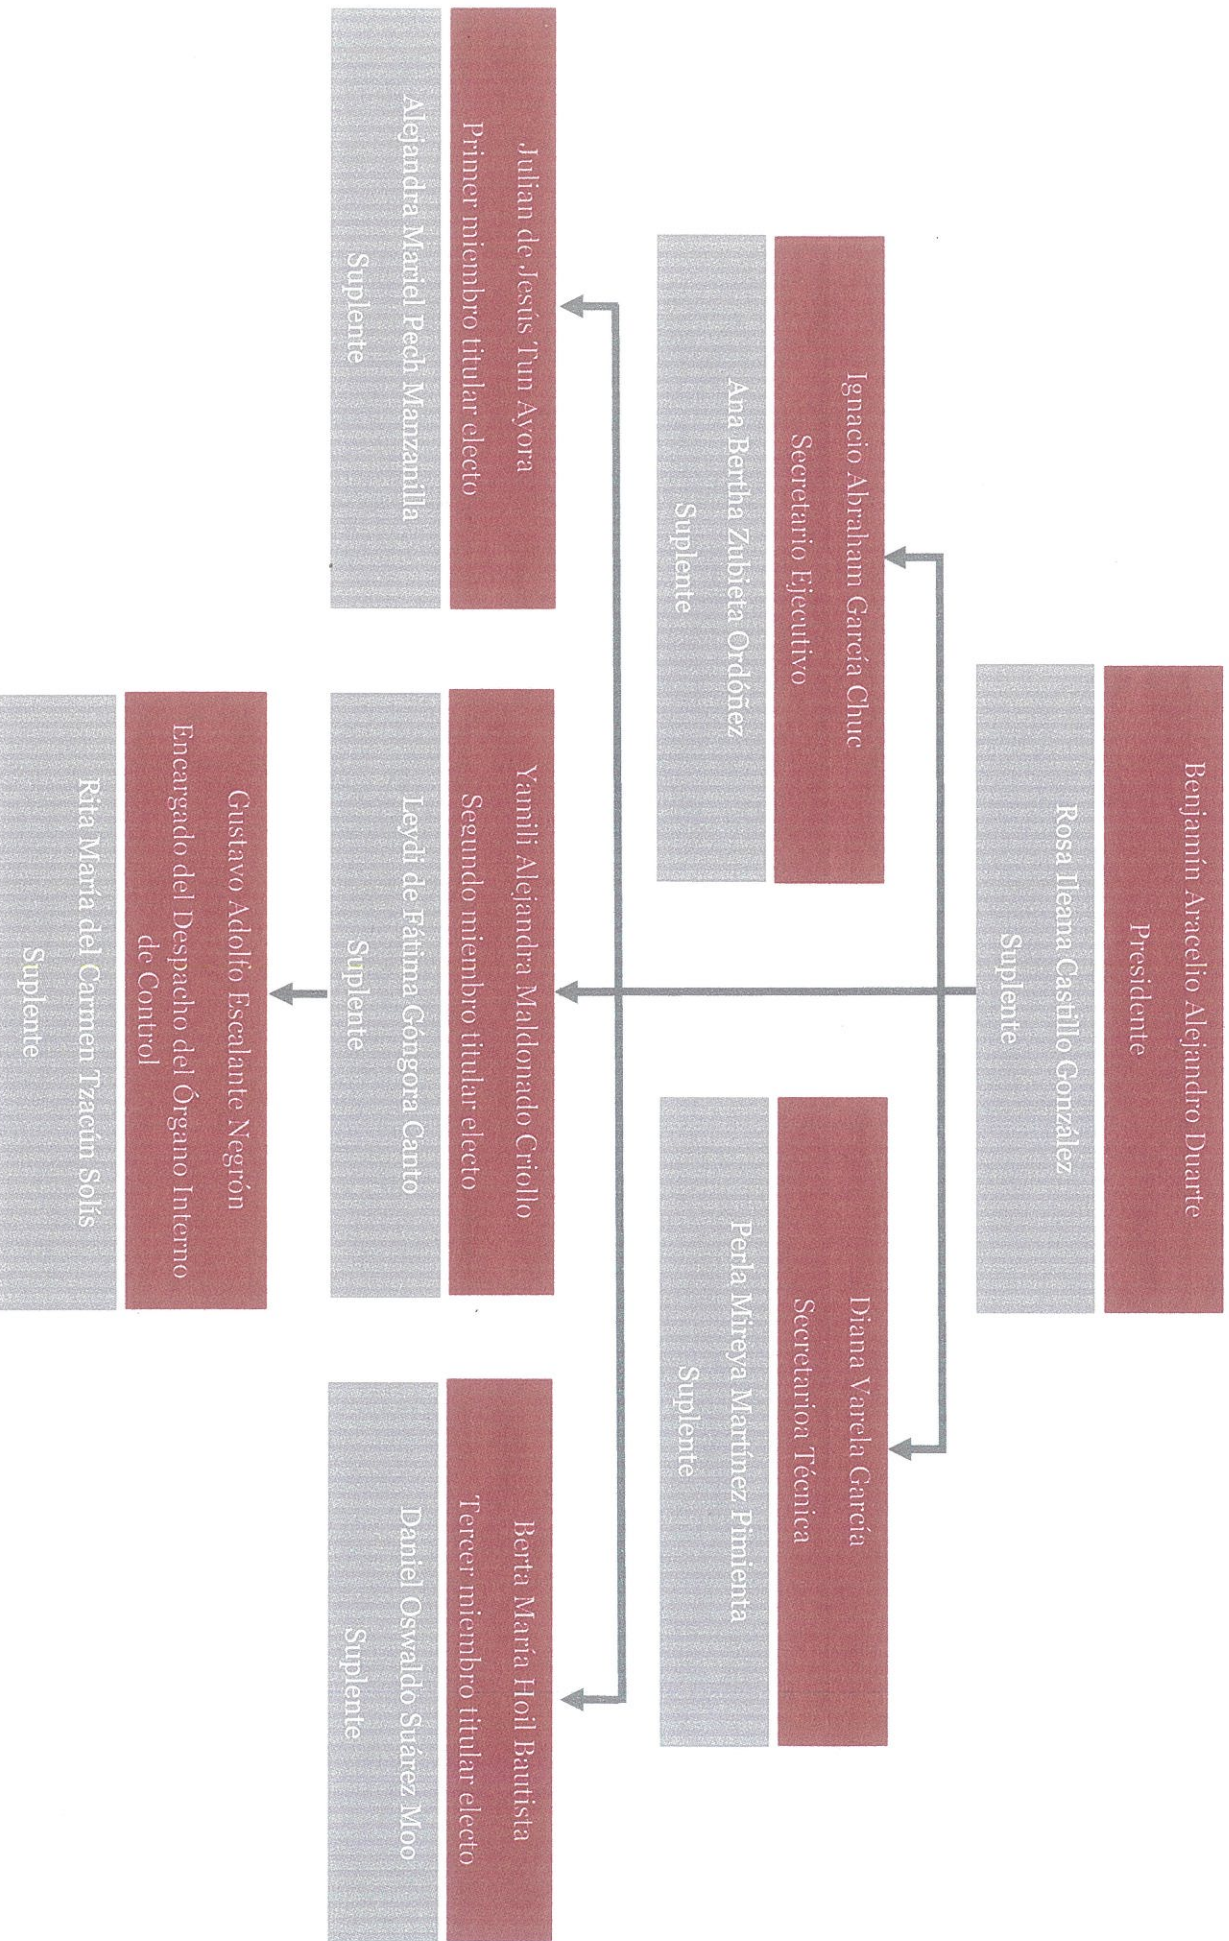 Benjamín Aracelio Alejandro Duarte
Presidente
Rosa Ileana Castillo González
Suplente
Ignacio Abraham García Chuc
Secretario Ejecutivo
Ana Bertha Zubieta Ordóñez
Suplente
Diana Varela García
Secretarioa Técnica
Perla Mireya Martínez Pimienta
Suplente
Julian de Jesús Tun Ayora
Primer miembro titular electo
Alejandra Mariel Pech Manzanilla
Suplente
Yamili Alejandra Maldonado Criollo
Segundo miembro titular electo
Leydi de Fátima Góngora Canto
Suplente
Berta María Hoil Bautista
Tercer miembro titular electo
Daniel Oswaldo Suárez Moo
Suplente
Gustavo Adolfo Escalante Negrón
Encargado del Despacho del Órgano Interno
de Control
Rita María del Carmen Tzacún Solís
Suplente